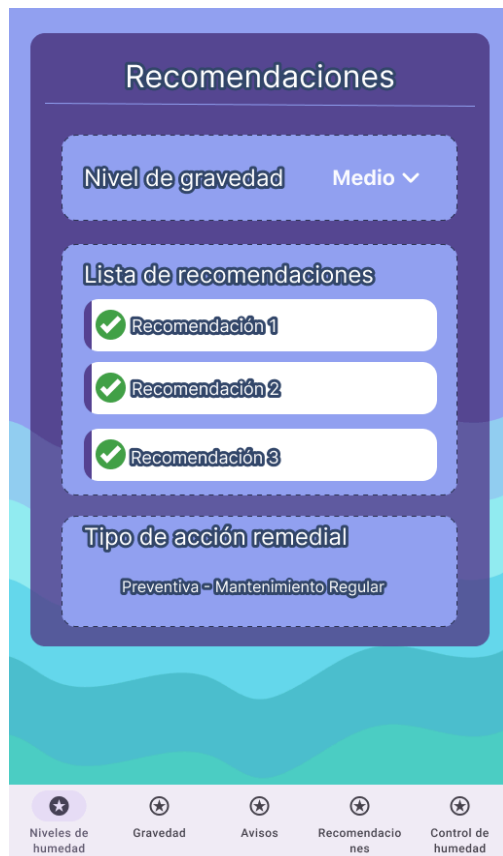 Recomendaciones
Nivel de gravedad Medio
Lista de recomendaciones
Recomendación 1
Recomendación 2
Recomendación 3
Tipo de acción remedial
Preventiva - Mantenimiento Regular
Niveles de humedad
Gravedad
Avisos
Recomendacio
nes
Control de
humedad